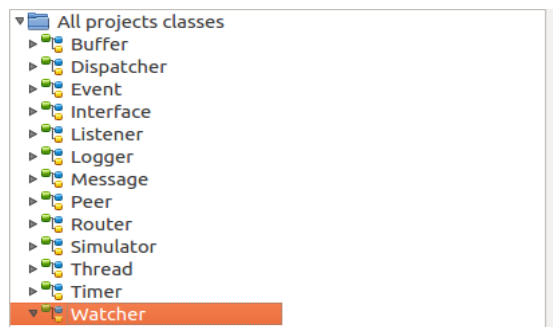 All projects classes
Buffer
Dispatcher
Event
Interface
Listener
Logger
Message
Peer
Router
Simulator
Thread
Timer
Watcher